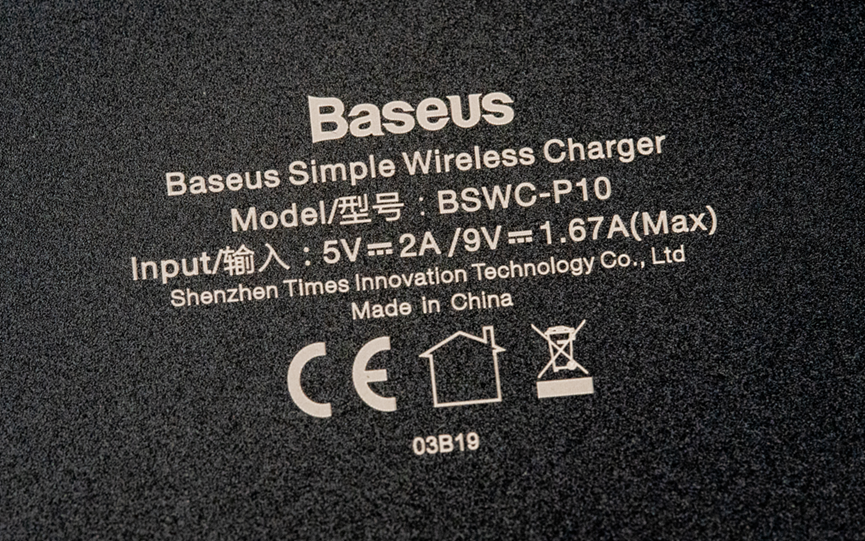 Baseus
Baseus Simple Wireless Charger
Model/型号：BSWC-P10
Input/输入：5V⎓2A/9V⎓1.67A(Max)
Shenzhen Times Innovation Technology Co., Ltd
Made in China
CE
03B19